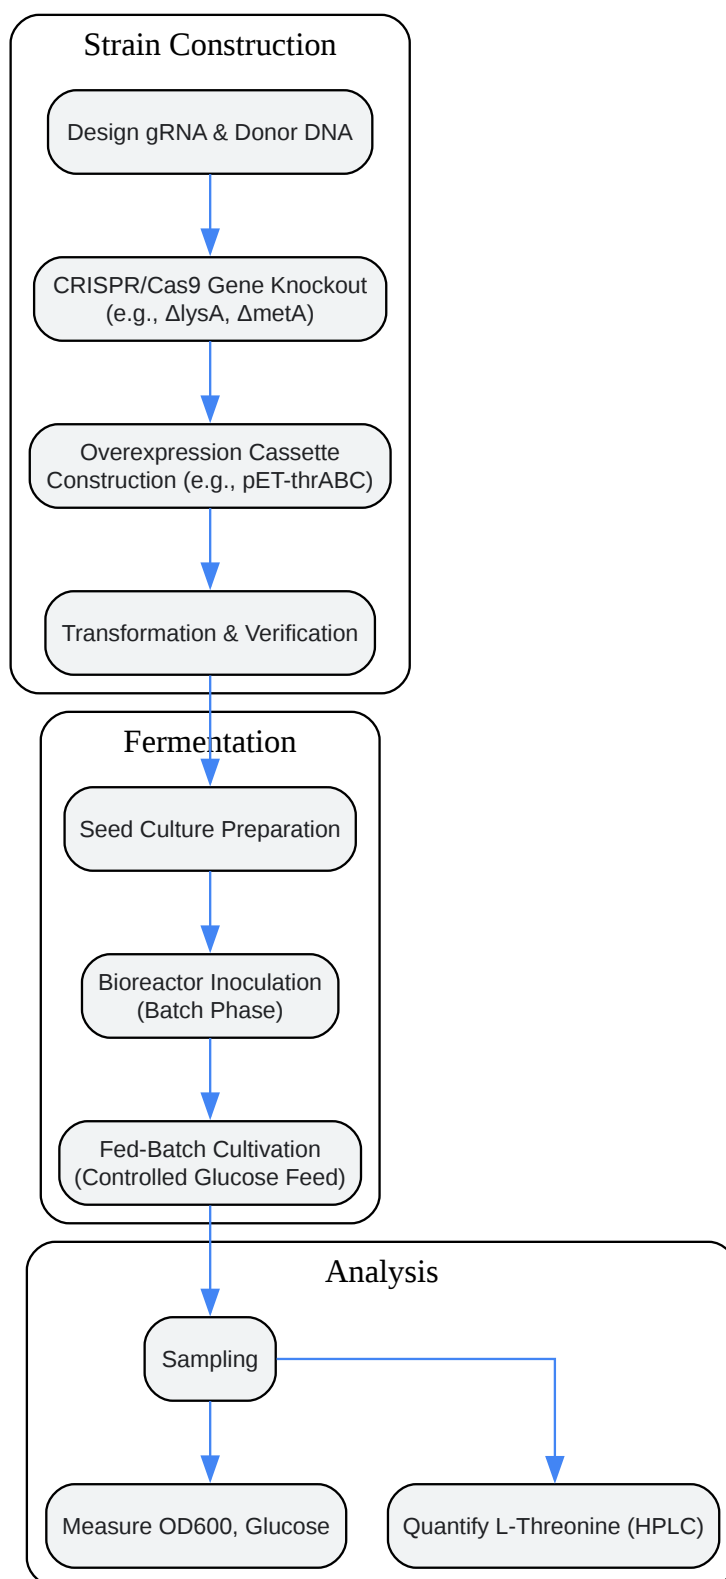 Strain Construction
Design gRNA & Donor DNA
CRISPR/Cas9 Gene Knockout
(e.g., ΔlysA, ΔmetA)
Overexpression Cassette
Construction (e.g., pET-thrABC)
Transformation & Verification
Fermentation
Seed Culture Preparation
Bioreactor Inoculation
(Batch Phase)
Fed-Batch Cultivation
(Controlled Glucose Feed)
Analysis
Sampling
Measure OD600, Glucose
Quantify L-Threonine (HPLC)